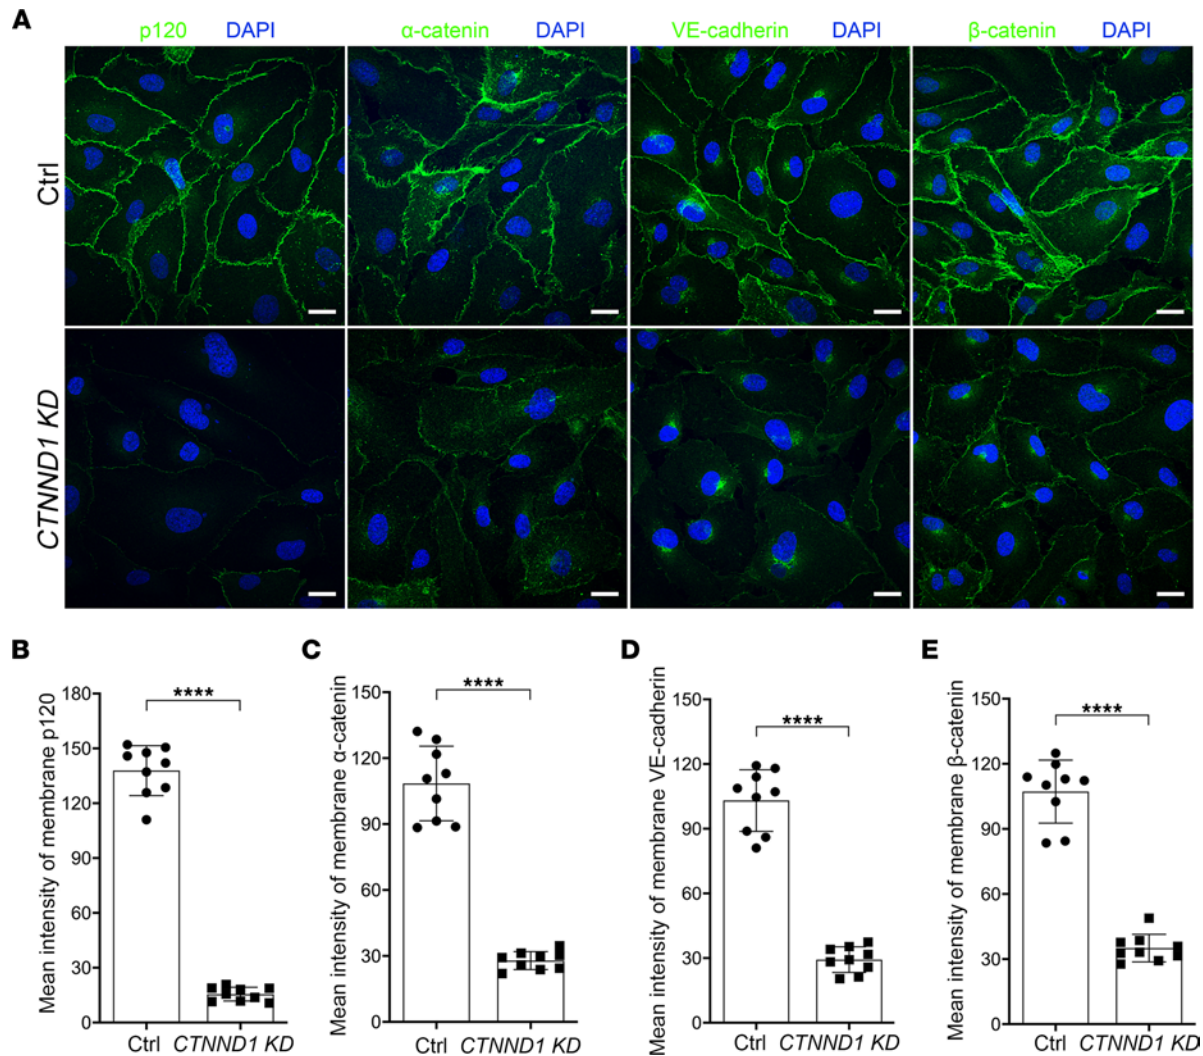 A
p120 DAPI
α-catenin DAPI
VE-cadherin DAPI
β-catenin DAPI
Ctrl
CTNND1 KD
B
Mean intensity of membrane p120
180
150
120
90
60
30
0
****
Ctrl CTNND1 KD
C
Mean intensity of membrane α-catenin
150
120
90
60
30
0
****
Ctrl CTNND1 KD
D
Mean intensity of membrane VE-cadherin
150
120
90
60
30
0
****
Ctrl CTNND1 KD
E
Mean intensity of membrane β-catenin
150
120
90
60
30
0
****
Ctrl CTNND1 KD